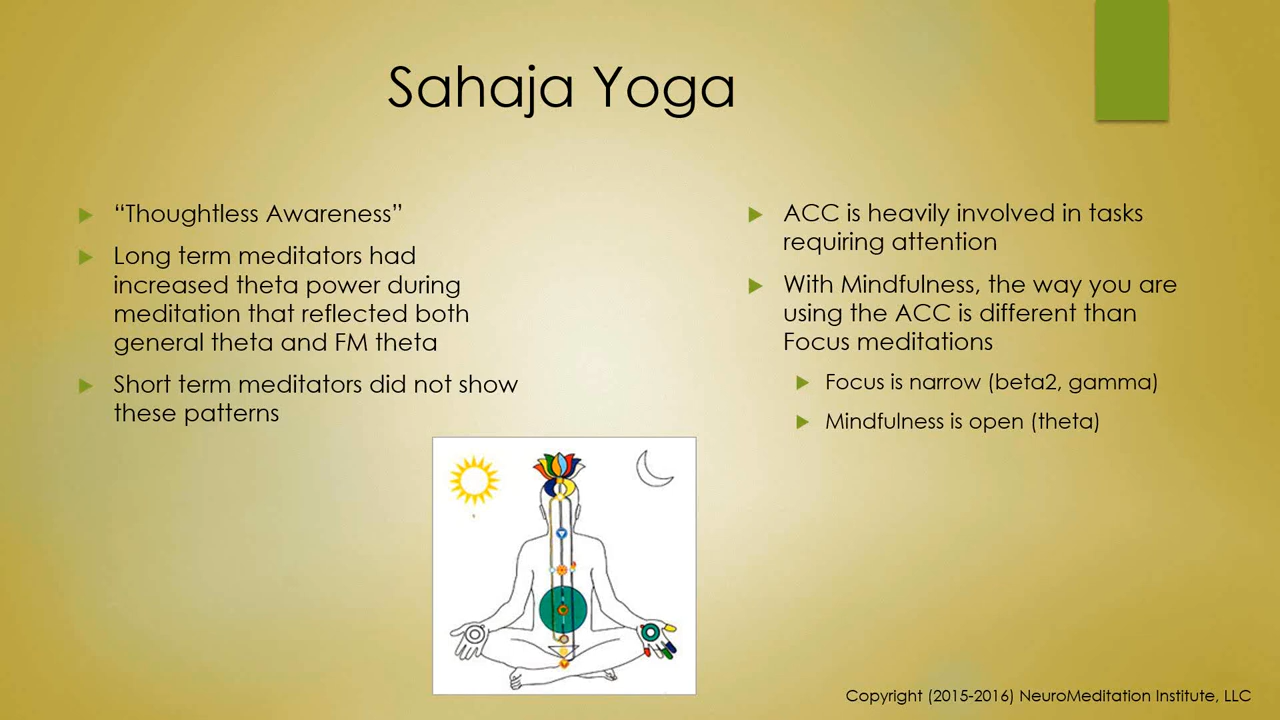 Sahaja Yoga
“Thoughtless Awareness”
Long term meditators had
increased theta power during
meditation that reflected both
general theta and FM theta
Short term meditators did not show
these patterns
ACC is heavily involved in tasks
requiring attention
With Mindfulness, the way you are
using the ACC is different than
Focus meditations
Focus is narrow (beta2, gamma)
Mindfulness is open (theta)
Copyright (2015-2016) NeuroMeditation Institute, LLC